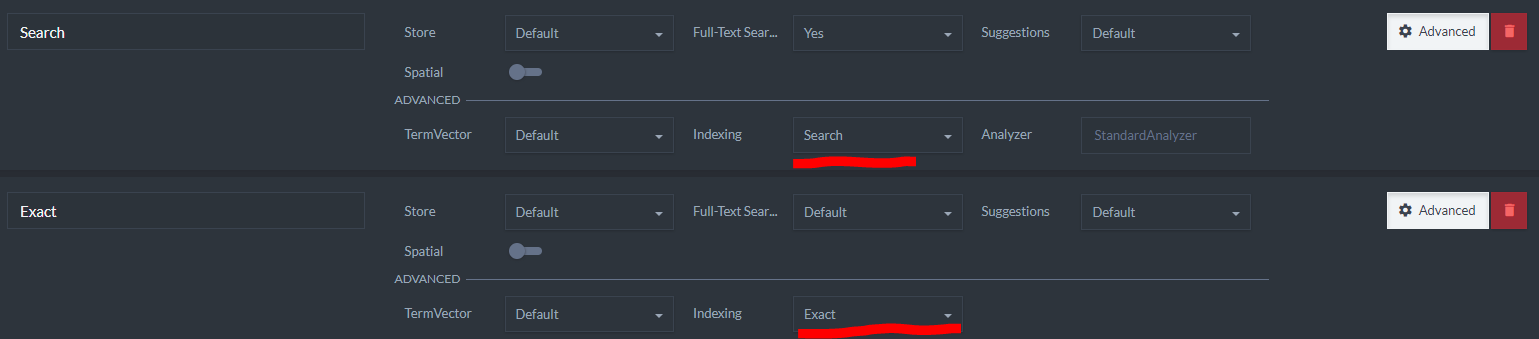 Search Store Default Full-Text Sear... Yes Suggestions Default Advanced
Spatial
ADVANCED
TermVector Default Indexing Search Analyzer StandardAnalyzer
Exact Store Default Full-Text Sear... Default Suggestions Default Advanced
Spatial
ADVANCED
TermVector Default Indexing Exact